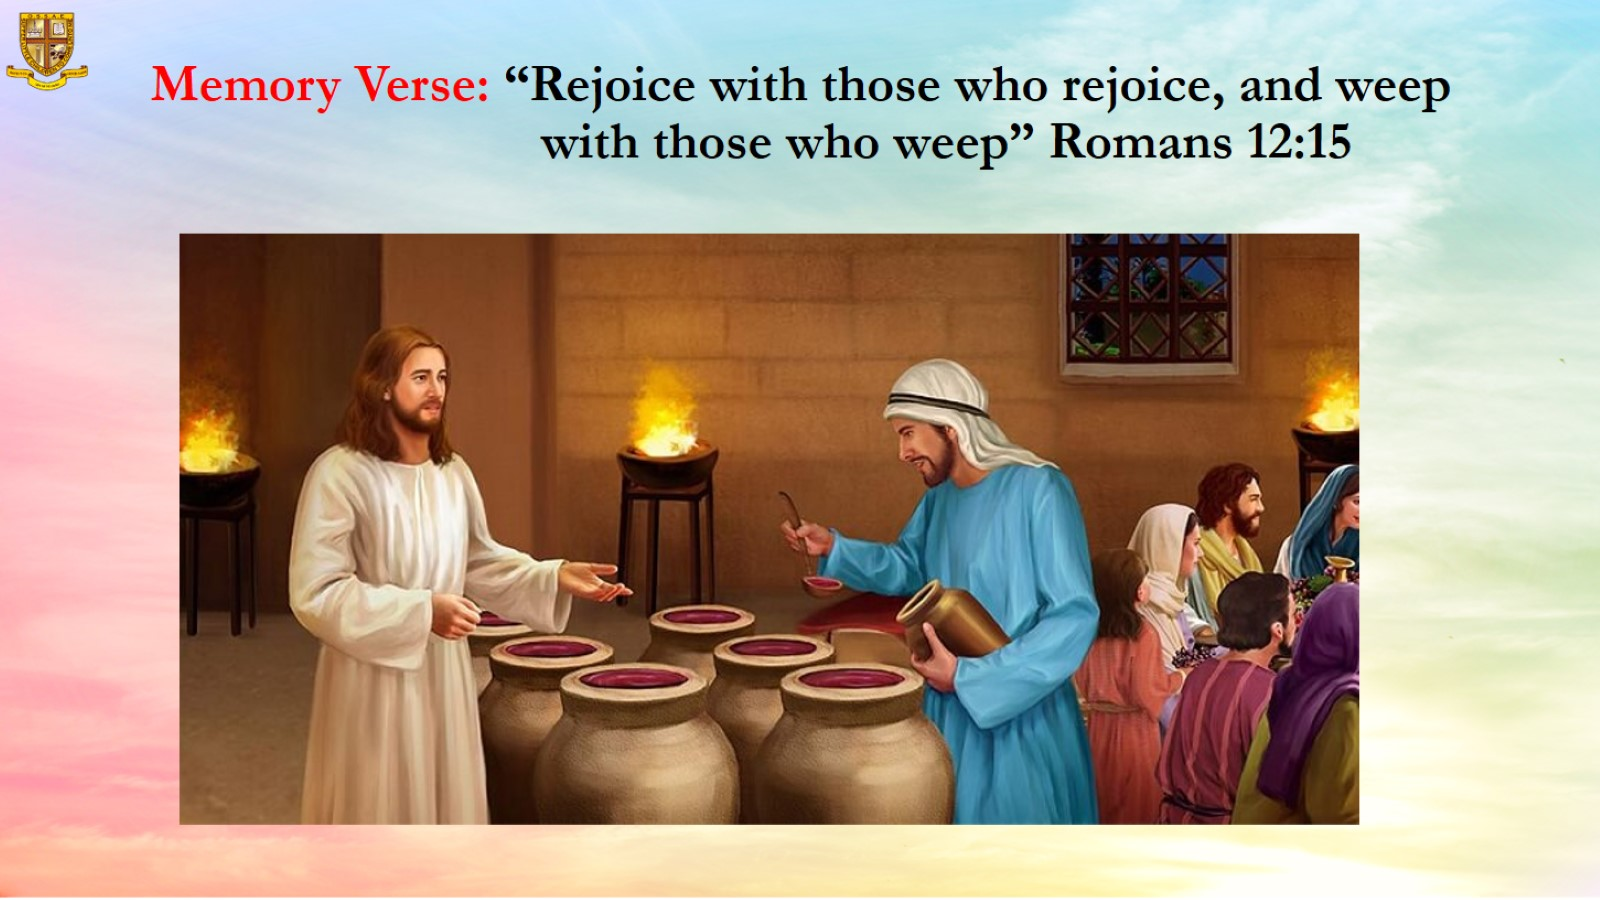 Memory Verse: “Rejoice with those who rejoice, and weep
with those who weep” Romans 12:15